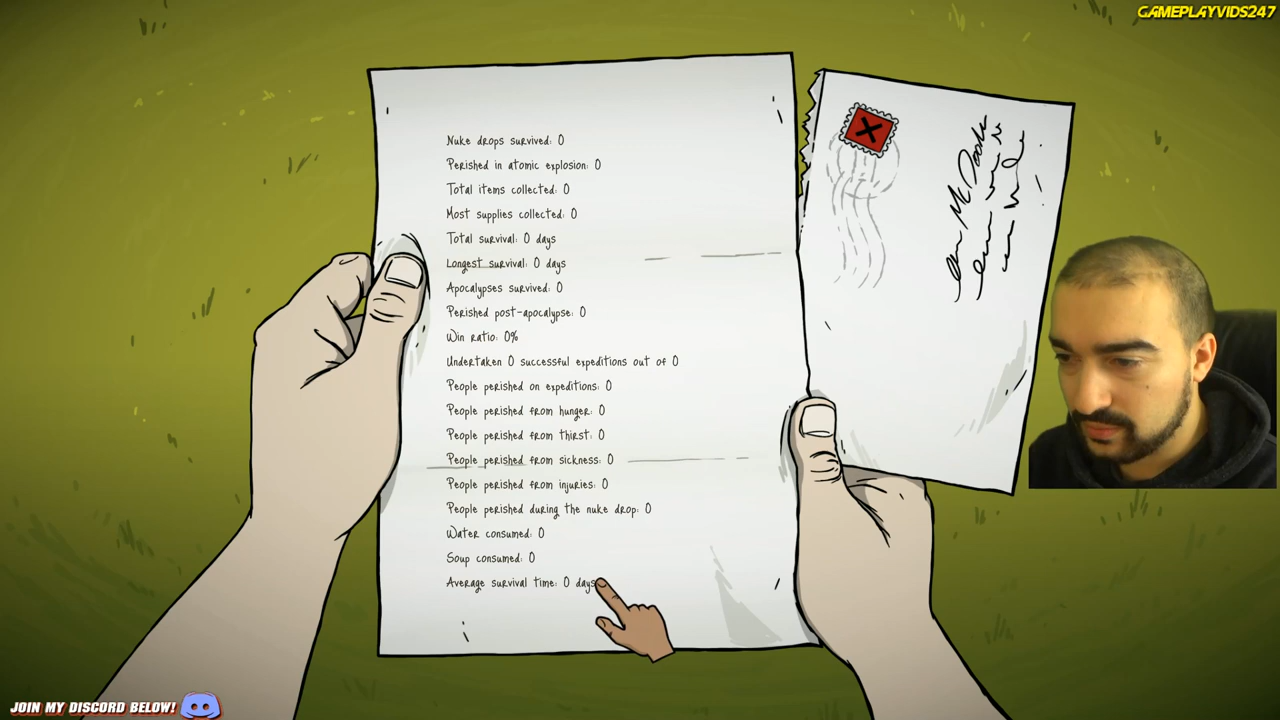 GAMEPLAYVIDS247
Nuke drops survived: 0
Perished in atomic explosion: 0
Total items collected: 0
Most supplies collected: 0
Total survival: 0 days
Longest survival: 0 days
Apocalypses survived: 0
Perished post-apocalypse: 0
Win ratio: 0%
Undertaken 0 successful expeditions out of 0
People perished on expeditions: 0
People perished from hunger: 0
People perished from thirst: 0
People perished from sickness: 0
People perished from injuries: 0
People perished during the nuke drop: 0
Water consumed: 0
Soup consumed: 0
Average survival time: 0 days
JOIN MY DISCORD BELOW!